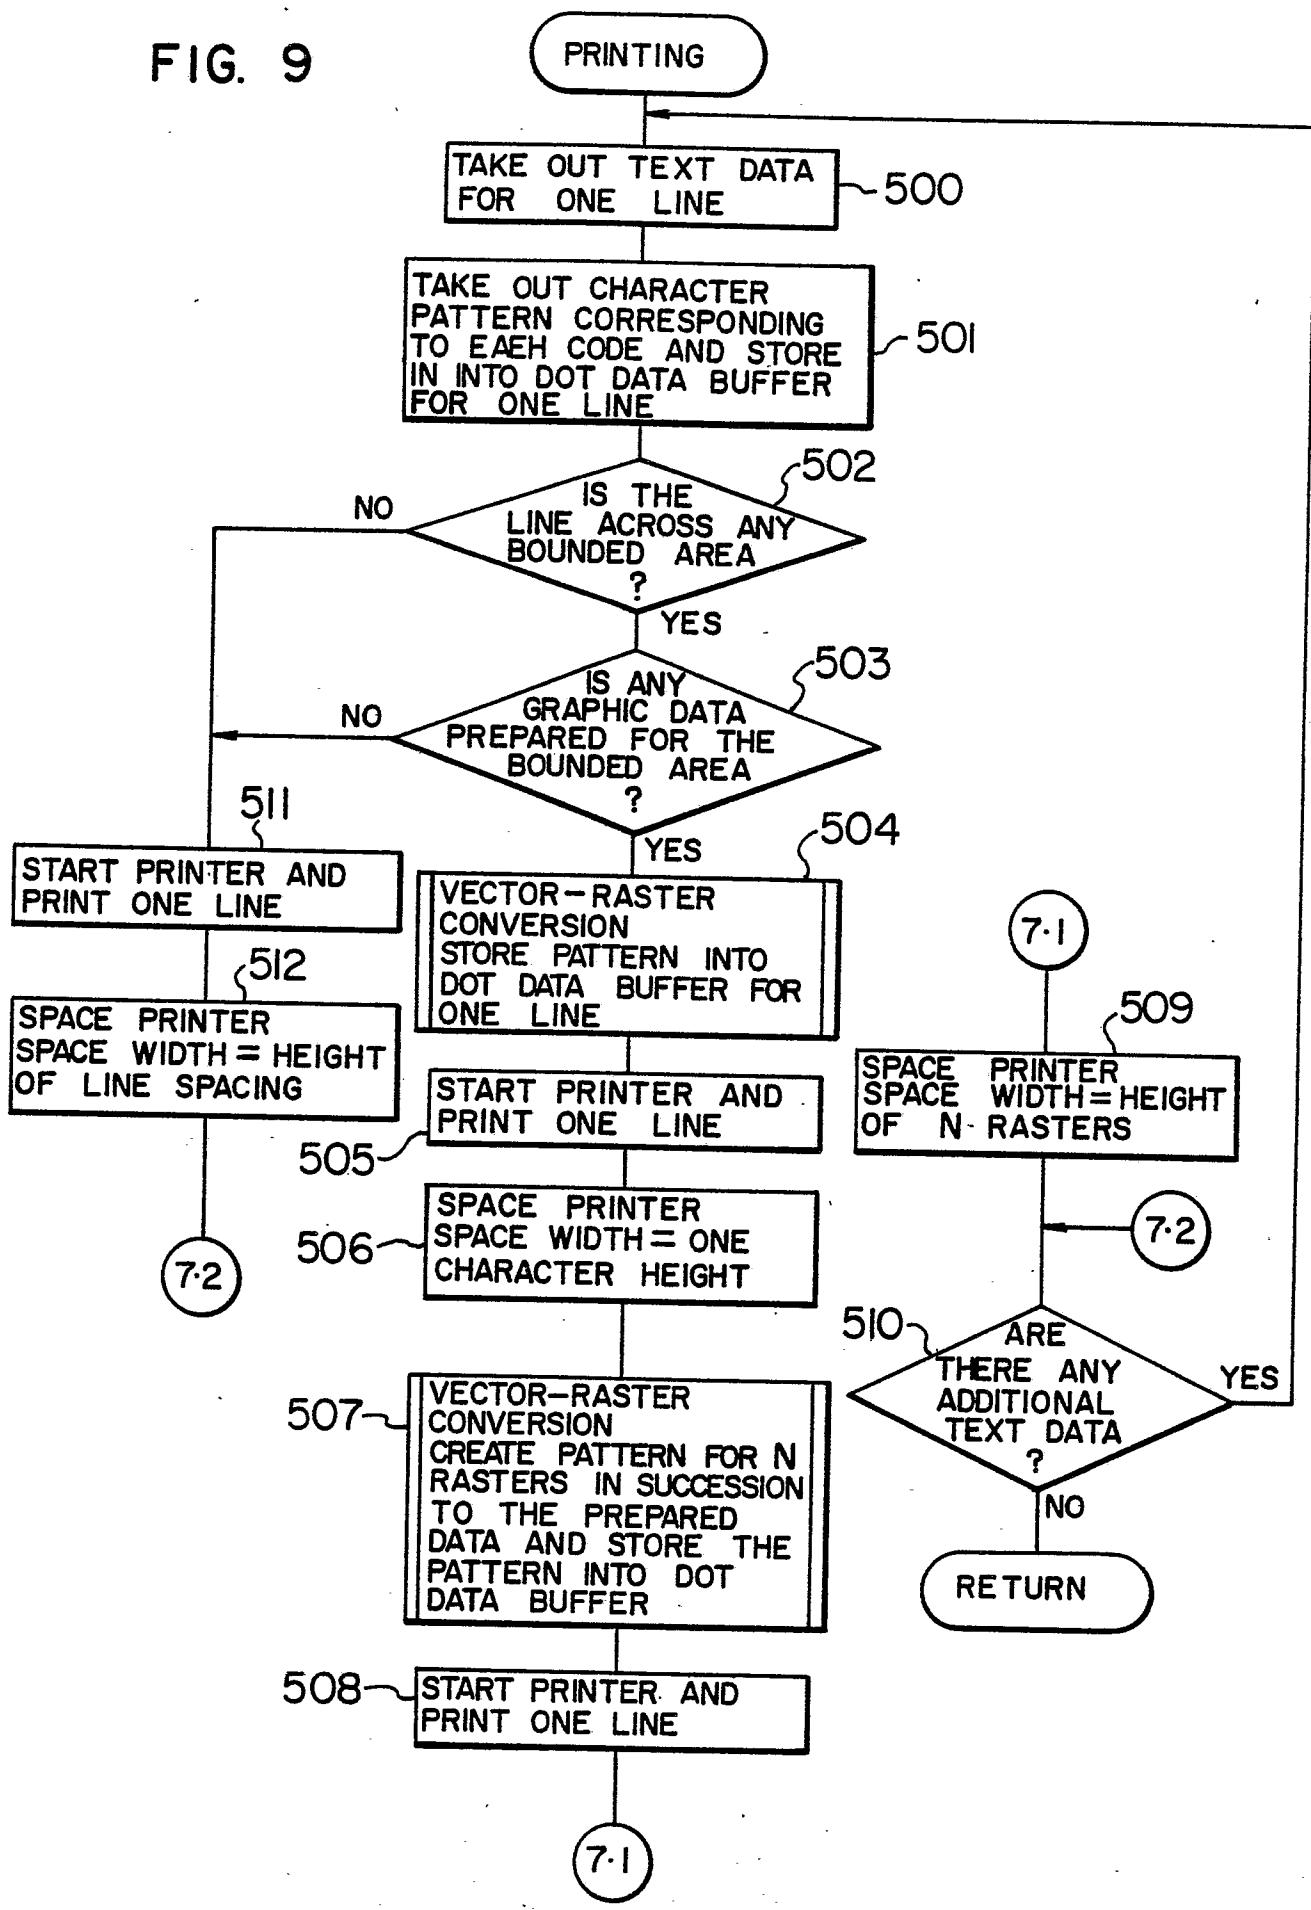 FIG. 9
PRINTING
TAKE OUT TEXT DATA
FOR ONE LINE
500
TAKE OUT CHARACTER
PATTERN CORRESPONDING
TO EAEH CODE AND STORE
IN INTO DOT DATA BUFFER
FOR ONE LINE
501
502
IS THE
LINE ACROSS ANY
BOUNDED AREA
?
NO
YES
503
IS ANY
GRAPHIC DATA
PREPARED FOR THE
BOUNDED AREA
?
NO
YES
511
START PRINTER AND
PRINT ONE LINE
512
SPACE PRINTER
SPACE WIDTH = HEIGHT
OF LINE SPACING
7·2
504
VECTOR-RASTER
CONVERSION
STORE PATTERN INTO
DOT DATA BUFFER FOR
ONE LINE
START PRINTER AND
PRINT ONE LINE
505
SPACE PRINTER
SPACE WIDTH = ONE
CHARACTER HEIGHT
506
507
VECTOR-RASTER
CONVERSION
CREATE PATTERN FOR N
RASTERS IN SUCCESSION
TO THE PREPARED
DATA AND STORE THE
PATTERN INTO DOT
DATA BUFFER
508
START PRINTER AND
PRINT ONE LINE
7·1
7·1
509
SPACE PRINTER
SPACE WIDTH = HEIGHT
OF N RASTERS
7·2
510
ARE
THERE ANY
ADDITIONAL
TEXT DATA
?
YES
NO
RETURN